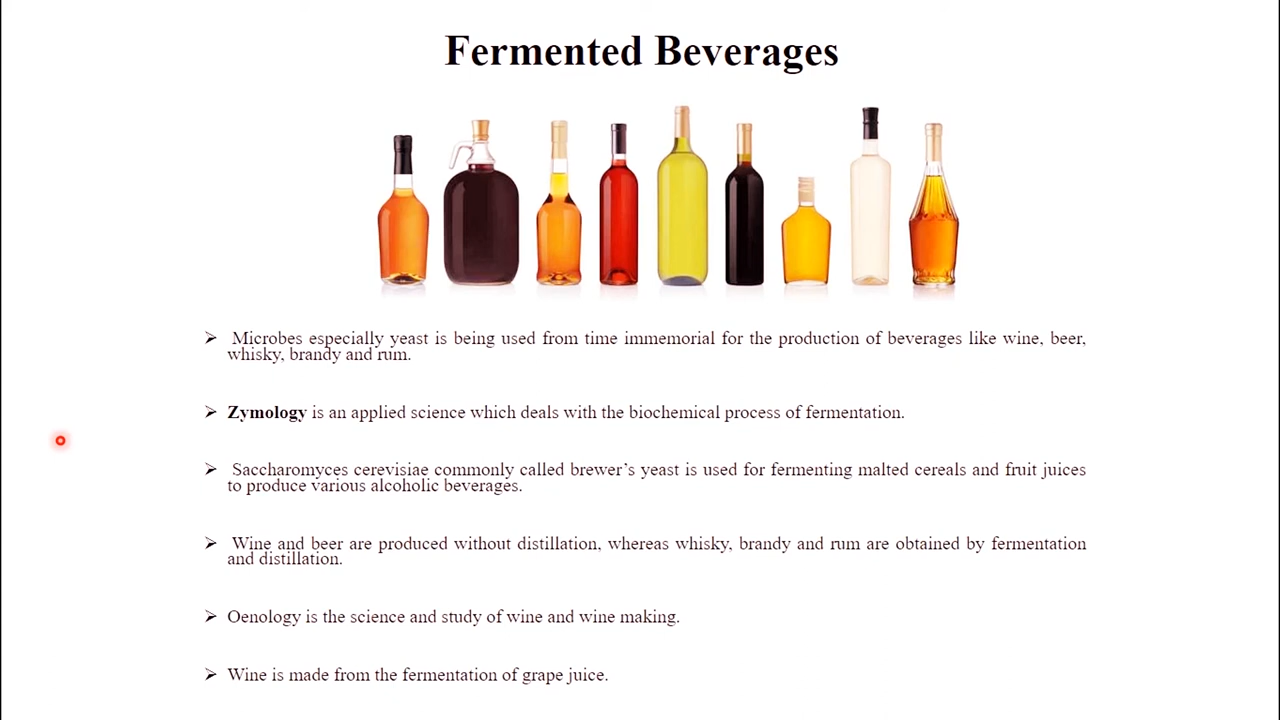 Fermented Beverages
➢ Microbes especially yeast is being used from time immemorial for the production of beverages like wine, beer,
whisky, brandy and rum.
➢ Zymology is an applied science which deals with the biochemical process of fermentation.
➢ Saccharomyces cerevisiae commonly called brewer’s yeast is used for fermenting malted cereals and fruit juices
to produce various alcoholic beverages.
➢ Wine and beer are produced without distillation, whereas whisky, brandy and rum are obtained by fermentation
and distillation.
➢ Oenology is the science and study of wine and wine making.
➢ Wine is made from the fermentation of grape juice.